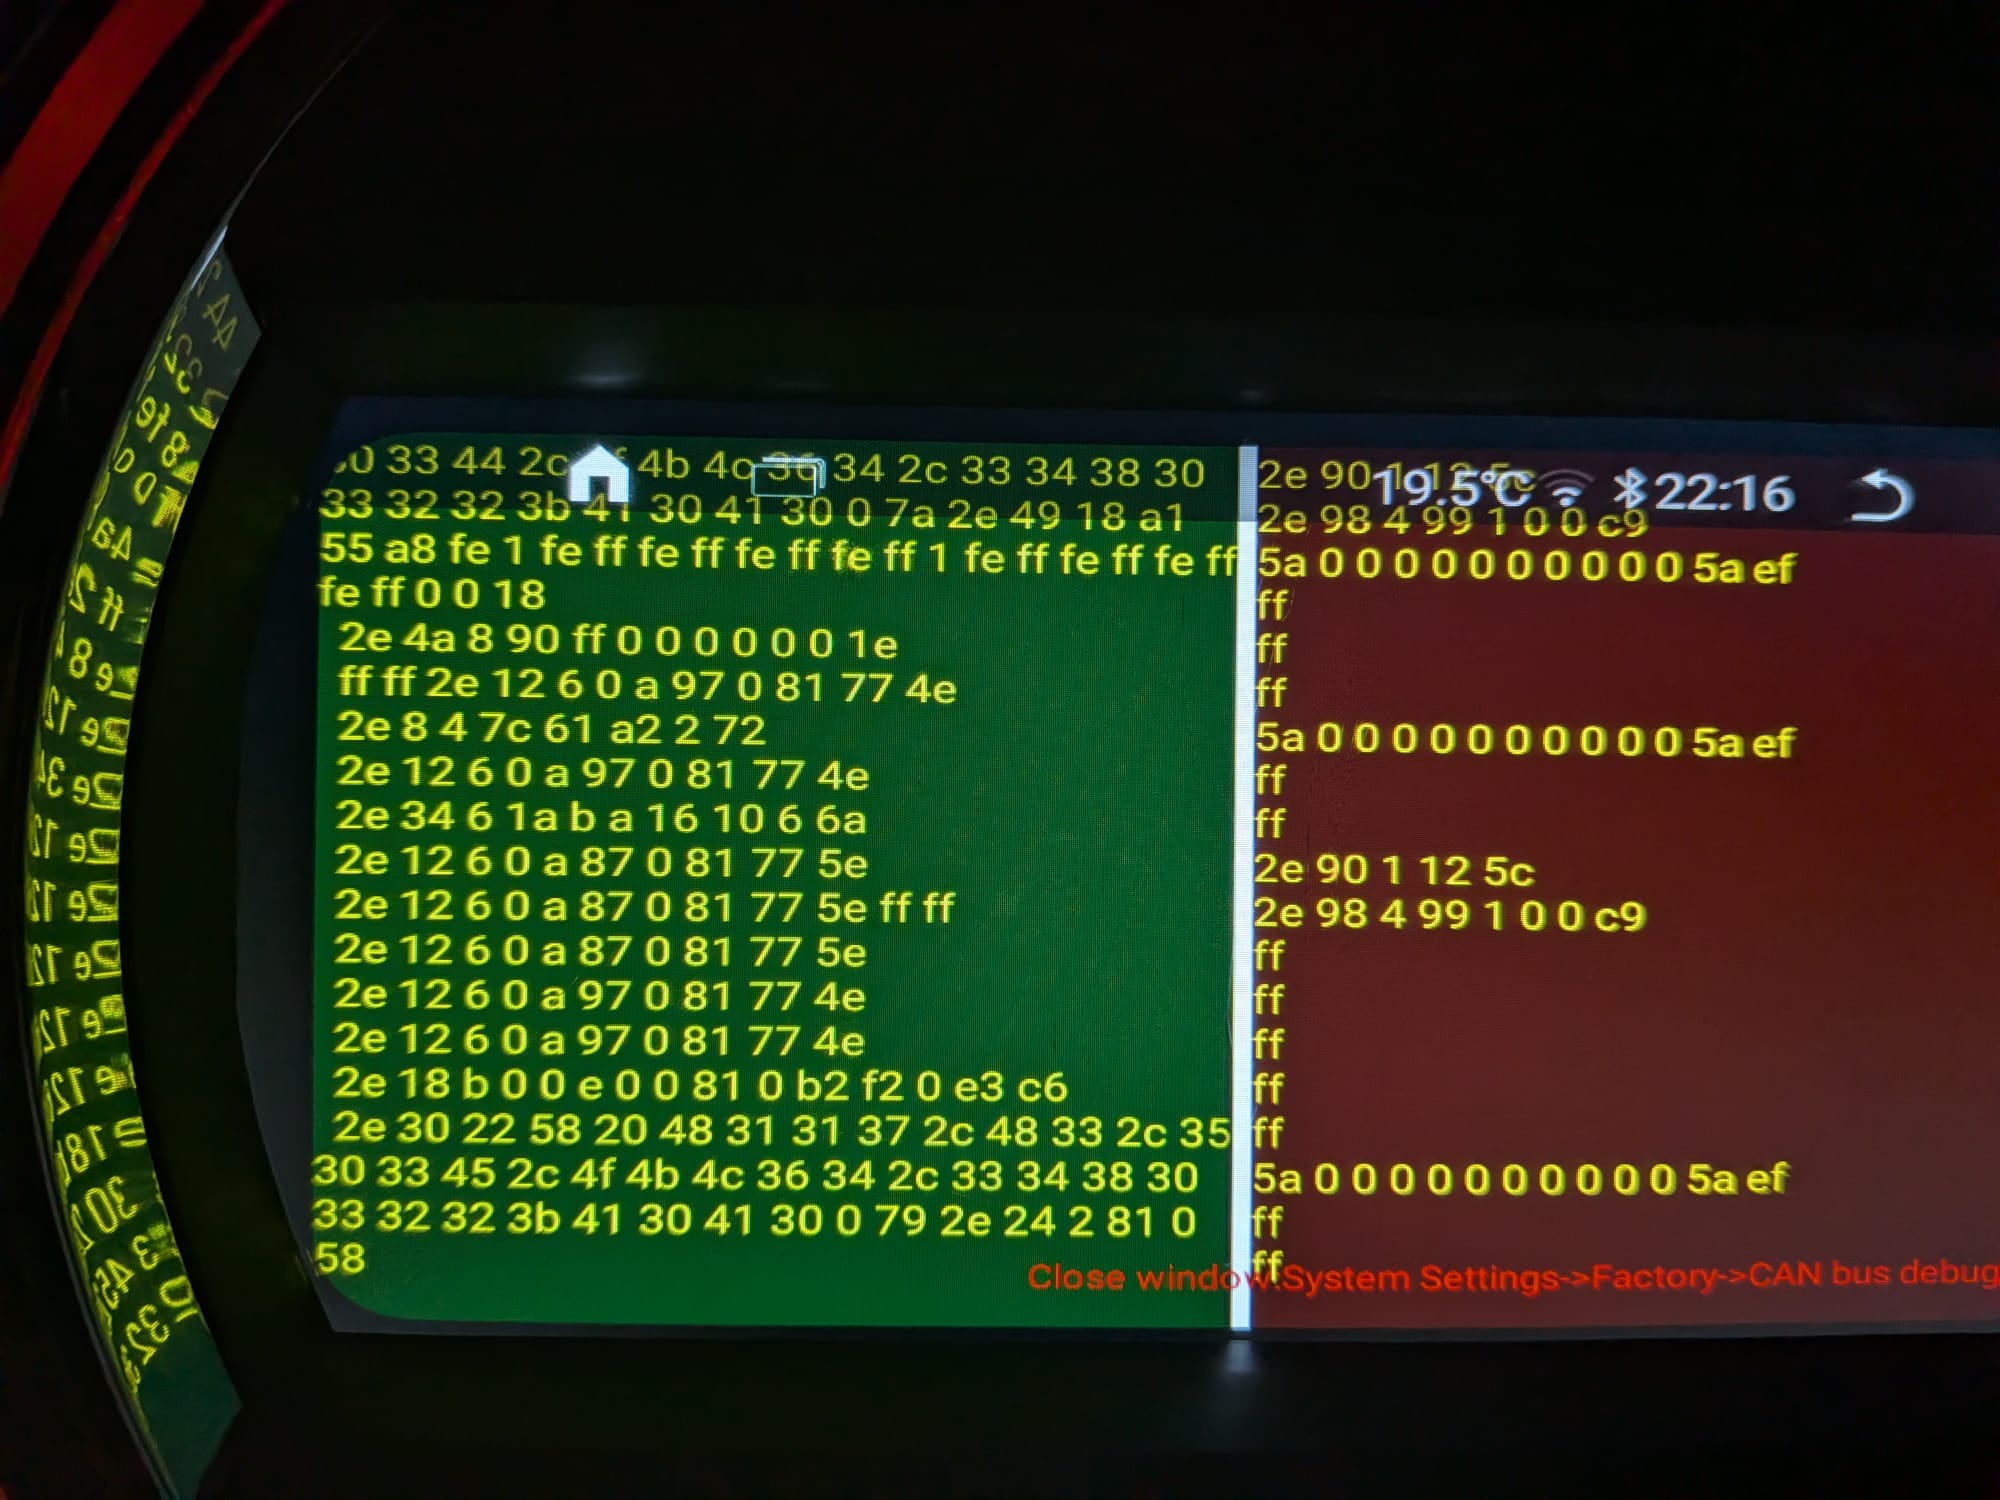 33 44 2c 4b 4c 36 34 2c 33 34 38 30
33 32 32 3b 41 30 41 30 0 7a 2e 49 18 a1
55 a8 fe 1 fe ff fe ff fe ff fe ff 1 fe ff fe ff fe ff
fe ff 0 0 18
2e 4a 8 90 ff 0 0 0 0 0 0 1e
ff ff 2e 12 6 0 a 97 0 81 77 4e
2e 8 4 7c 61 a2 2 72
2e 12 6 0 a 97 0 81 77 4e
2e 34 6 1a b a 16 10 6 6a
2e 12 6 0 a 87 0 81 77 5e
2e 12 6 0 a 87 0 81 77 5e ff ff
2e 12 6 0 a 87 0 81 77 5e
2e 12 6 0 a 97 0 81 77 4e
2e 12 6 0 a 97 0 81 77 4e
2e 18 b 0 0 e 0 0 81 0 b2 f2 0 e3 c6
2e 30 22 58 20 48 31 31 37 2c 48 33 2c 35
30 33 45 2c 4f 4b 4c 36 34 2c 33 34 38 30
33 32 32 3b 41 30 41 30 0 79 2e 24 2 81 0
58
2e 90 1 12 5c
19.5°C 22:16
2e 98 4 99 1 0 0 c9
5a 0 0 0 0 0 0 0 0 0 0 5a ef
ff
ff
ff
5a 0 0 0 0 0 0 0 0 0 0 5a ef
ff
ff
2e 90 1 12 5c
2e 98 4 99 1 0 0 c9
ff
ff
ff
ff
ff
5a 0 0 0 0 0 0 0 0 0 0 5a ef
ff
ff
Close window:System Settings->Factory->CAN bus debug